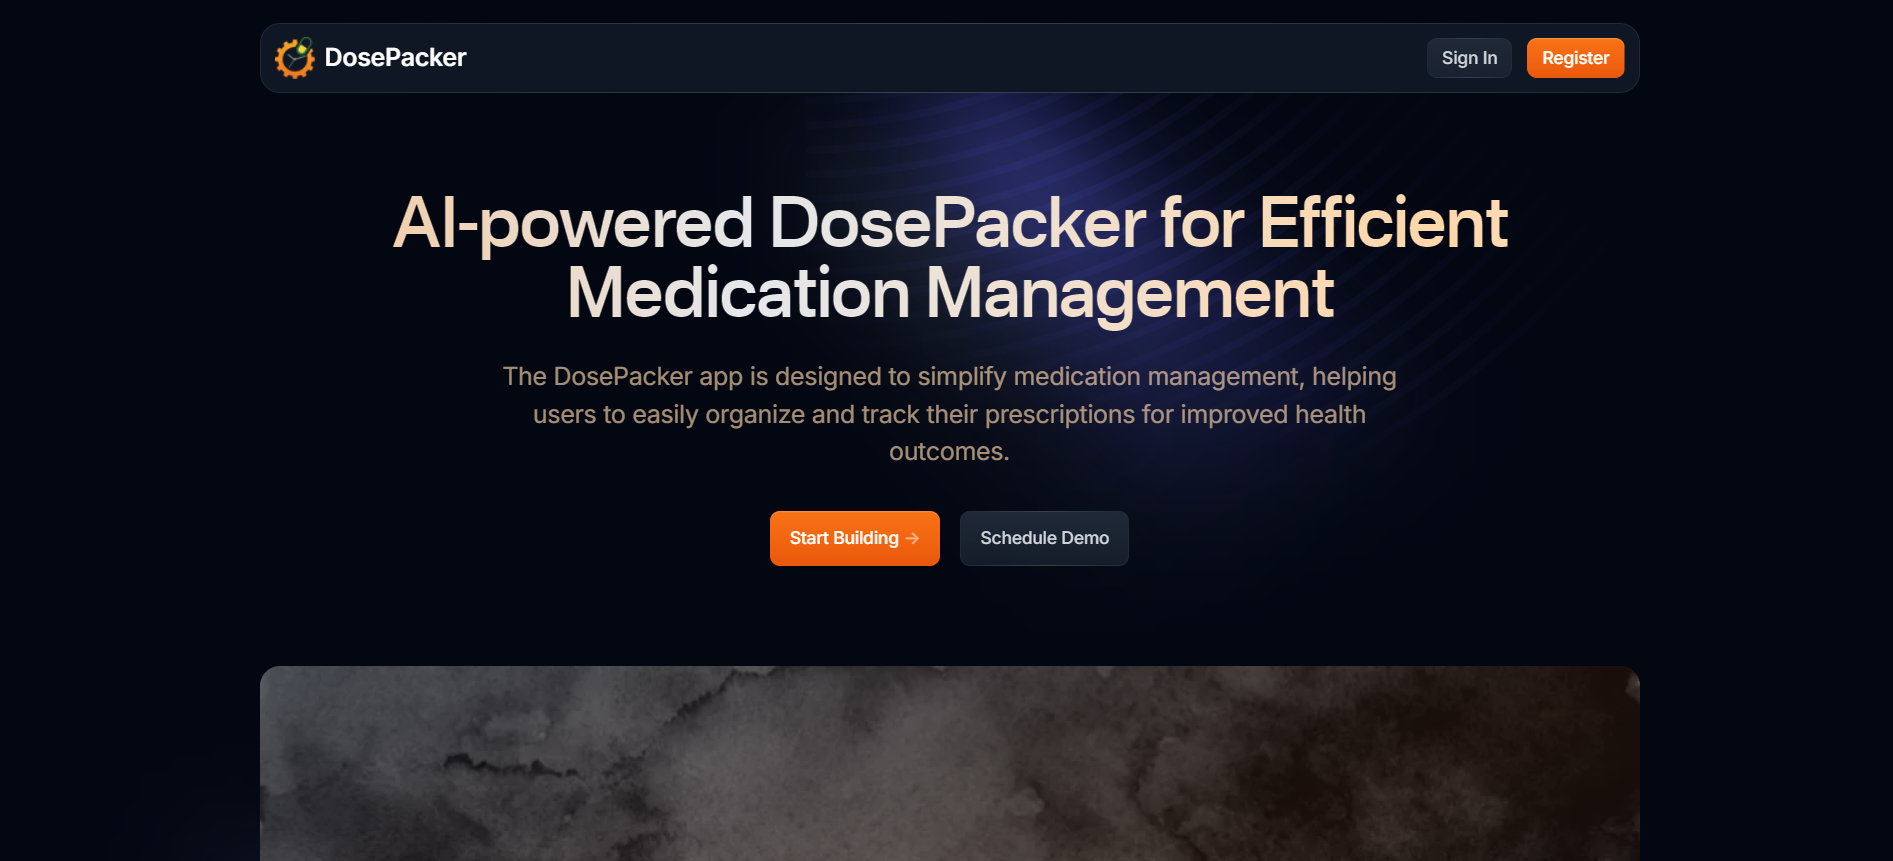 DosePacker
Sign In
Register
AI-powered DosePacker for Efficient
Medication Management
The DosePacker app is designed to simplify medication management, helping
users to easily organize and track their prescriptions for improved health
outcomes.
Start Building →
Schedule Demo